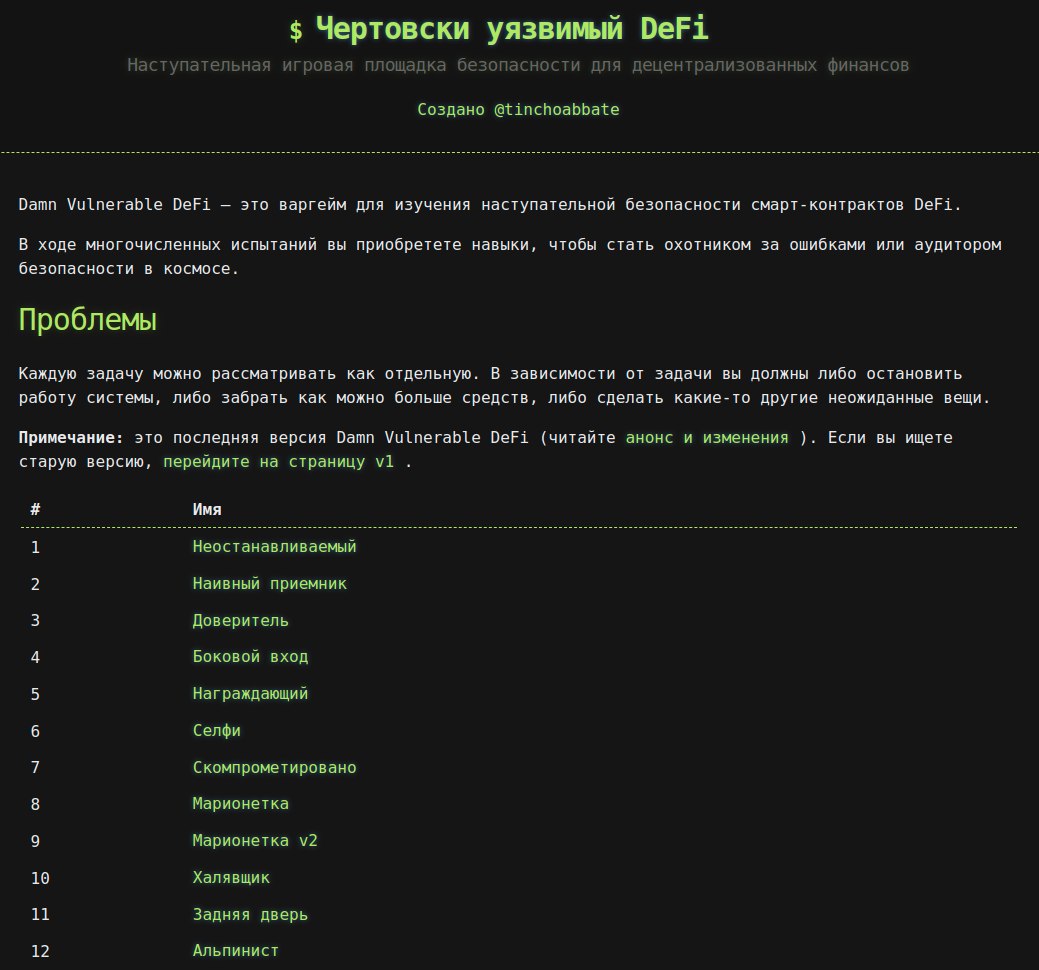 $ Чертовски уязвимый DeFi
Наступательная игровая площадка безопасности для децентрализованных финансов
Создано @tinchoabbate
Damn Vulnerable DeFi — это варгейм для изучения наступательной безопасности смарт-контрактов DeFi.
В ходе многочисленных испытаний вы приобретете навыки, чтобы стать охотником за ошибками или аудитором
безопасности в космосе.
Проблемы
Каждую задачу можно рассматривать как отдельную. В зависимости от задачи вы должны либо остановить
работу системы, либо забрать как можно больше средств, либо сделать какие-то другие неожиданные вещи.
Примечание: это последняя версия Damn Vulnerable DeFi (читайте анонс и изменения ). Если вы ищете
старую версию, перейдите на страницу v1 .
# Имя
1 Неостанавливаемый
2 Наивный приемник
3 Доверитель
4 Боковой вход
5 Награждающий
6 Селфи
7 Скомпрометировано
8 Марионетка
9 Марионетка v2
10 Халявщик
11 Задняя дверь
12 Альпинист